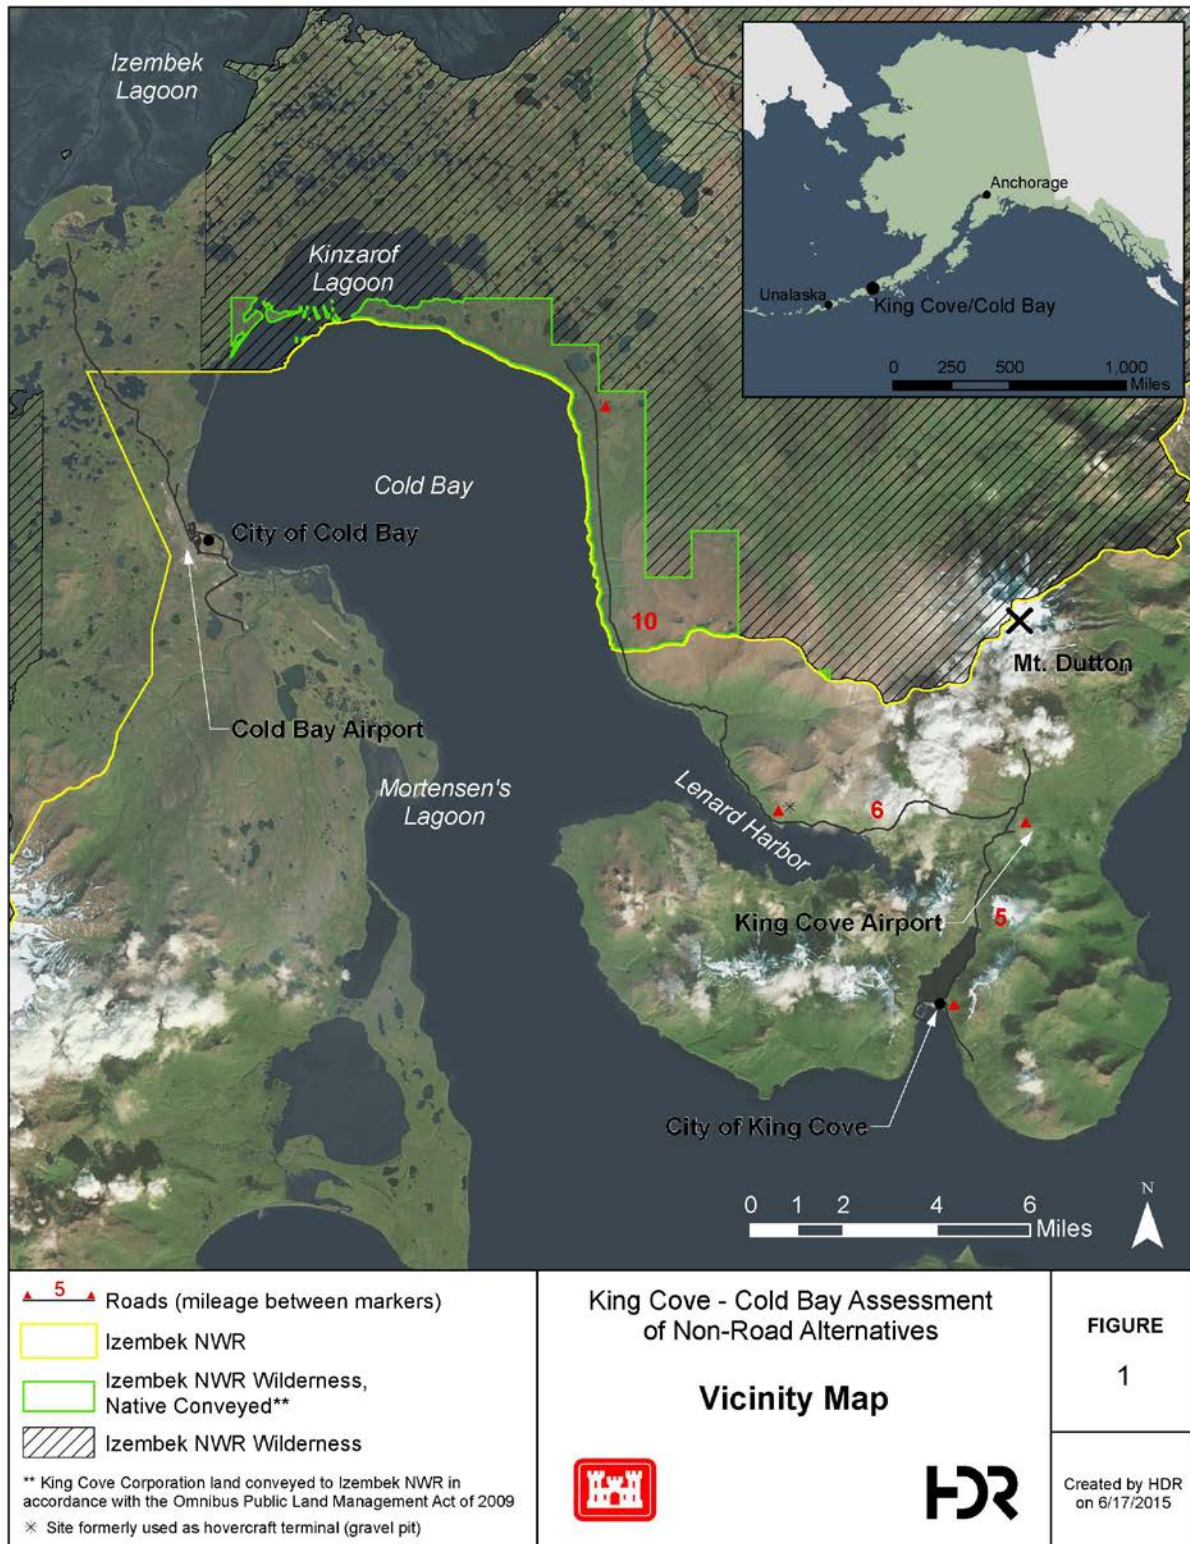 Izembek
Lagoon
Anchorage
Unalaska
King Cove/Cold Bay
0 250 500 1,000
Miles
Kinzarof
Lagoon
Cold Bay
City of Cold Bay
10
Mt. Dutton
Cold Bay Airport
Mortensen's
Lagoon
Lenard Harbor
6
King Cove Airport
5
City of King Cove
0 1 2 4 6
Miles
N
5
Roads (mileage between markers)
Izembek NWR
Izembek NWR Wilderness,
Native Conveyed**
Izembek NWR Wilderness
** King Cove Corporation land conveyed to Izembek NWR in
accordance with the Omnibus Public Land Management Act of 2009
Site formerly used as hovercraft terminal (gravel pit)
King Cove - Cold Bay Assessment
of Non-Road Alternatives
Vicinity Map
HDR
FIGURE
1
Created by HDR
on 6/17/2015